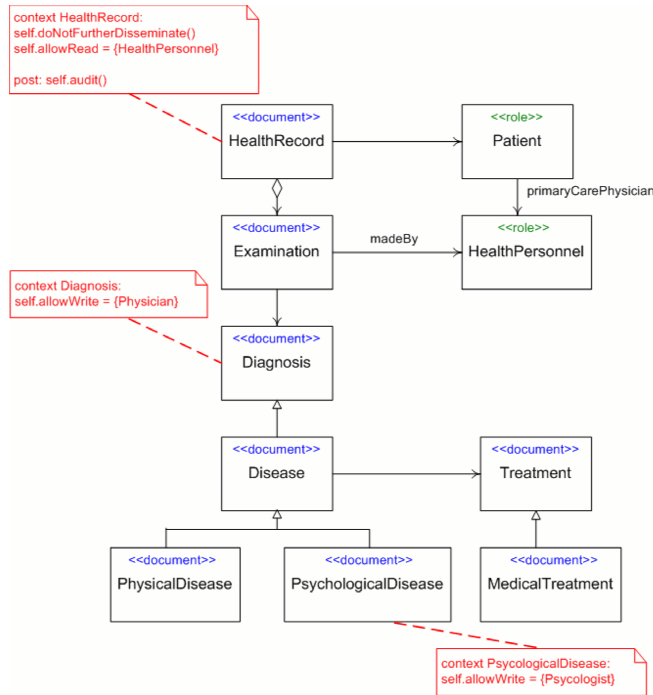 context HealthRecord:
self.doNotFurtherDisseminate()
self.allowRead = {HealthPersonnel}
post: self.audit()
<<document>>
HealthRecord
<<role>>
Patient
primaryCarePhysician
<<document>>
Examination
madeBy
<<role>>
HealthPersonnel
context Diagnosis:
self.allowWrite = {Physician}
<<document>>
Diagnosis
<<document>>
Disease
<<document>>
Treatment
<<document>>
PhysicalDisease
<<document>>
PsychologicalDisease
<<document>>
MedicalTreatment
context PsycologicalDisease:
self.allowWrite = {Psycologist}